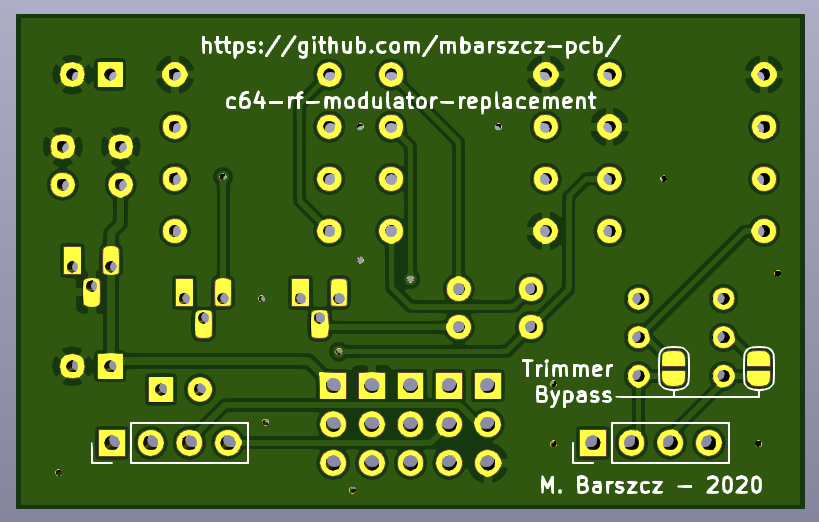 https://github.com/mbarszcz-pcb/
c64-rf-modulator-replacement
Trimmer
Bypass
M. Barszcz - 2020